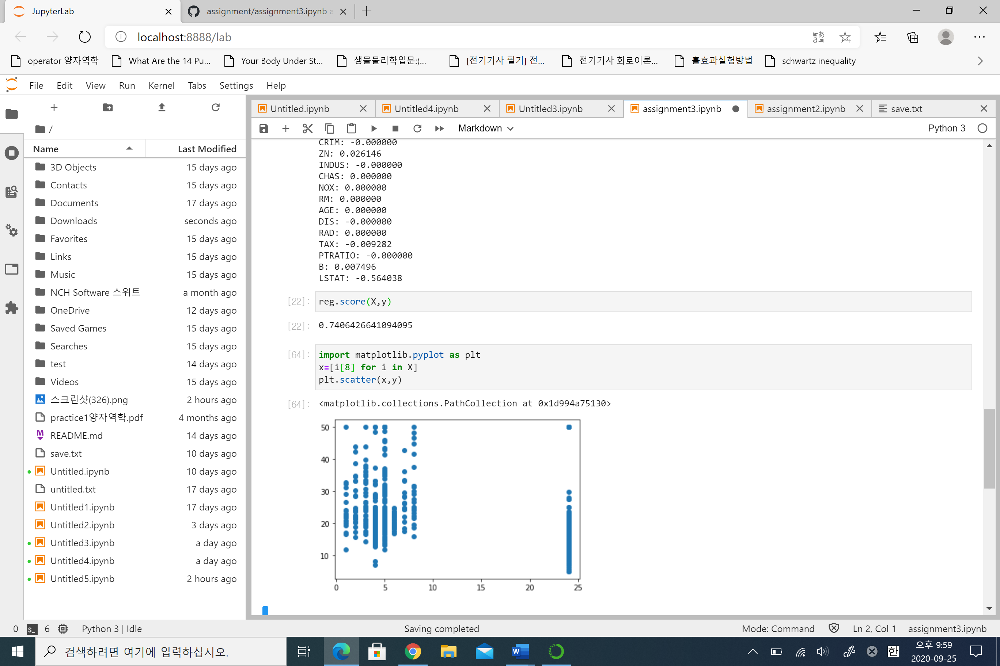 JupyterLab
assignment/assignment3.ipynb a
localhost:8888/lab
operator 양자역학
What Are the 14 Pu...
Your Body Under St...
생물물리학입문:)...
[전기기사 필기] 전...
전기기사 회로이론...
홀효과실험방법
schwartz inequality
File Edit View Run Kernel Tabs Settings Help
Untitled.ipynb
Untitled4.ipynb
Untitled3.ipynb
assignment3.ipynb
assignment2.ipynb
save.txt
Markdown
Python 3
/
Name Last Modified
3D Objects 15 days ago
Contacts 15 days ago
Documents 17 days ago
Downloads seconds ago
Favorites 15 days ago
Links 15 days ago
Music 15 days ago
NCH Software 스위트 a month ago
OneDrive 12 days ago
Saved Games 15 days ago
Searches 15 days ago
test 14 days ago
Videos 15 days ago
스크린샷(326).png 2 hours ago
practice1양자역학.pdf 4 months ago
README.md 14 days ago
save.txt 10 days ago
Untitled.ipynb 10 days ago
untitled.txt 17 days ago
Untitled1.ipynb 17 days ago
Untitled2.ipynb 3 days ago
Untitled3.ipynb a day ago
Untitled4.ipynb a day ago
Untitled5.ipynb 2 hours ago
CRIM: -0.000000
ZN: 0.026146
INDUS: -0.000000
CHAS: 0.000000
NOX: 0.000000
RM: 0.000000
AGE: 0.000000
DIS: -0.000000
RAD: 0.000000
TAX: -0.009282
PTRATIO: -0.000000
B: 0.007496
LSTAT: -0.564038
[22]: reg.score(X,y)
[22]: 0.7406426641094095
[64]: import matplotlib.pyplot as plt
x=[i[8] for i in X]
plt.scatter(x,y)
[64]: <matplotlib.collections.PathCollection at 0x1d994a75130>
50
40
30
20
10
0 5 10 15 20 25
0 $_ 6 Python 3 | Idle Saving completed Mode: Command Ln 2, Col 1 assignment3.ipynb
검색하려면 여기에 입력하십시오.
한
오후 9:59
2020-09-25